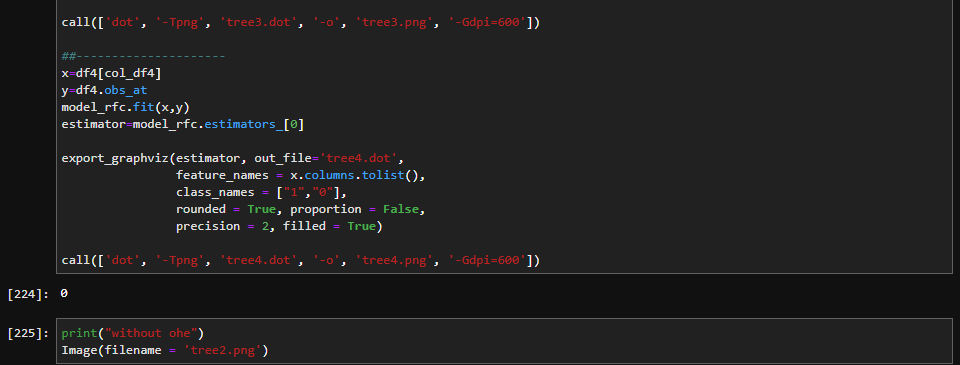 call(['dot', '-Tpng', 'tree3.dot', '-o', 'tree3.png', '-Gdpi=600'])
##---------------------
x=df4[col_df4]
y=df4.obs_at
model_rfc.fit(x,y)
estimator=model_rfc.estimators_[0]
export_graphviz(estimator, out_file='tree4.dot',
feature_names = x.columns.tolist(),
class_names = ["1","0"],
rounded = True, proportion = False,
precision = 2, filled = True)
call(['dot', '-Tpng', 'tree4.dot', '-o', 'tree4.png', '-Gdpi=600'])
[224]: 0
[225]: print("without ohe")
Image(filename = 'tree2.png')